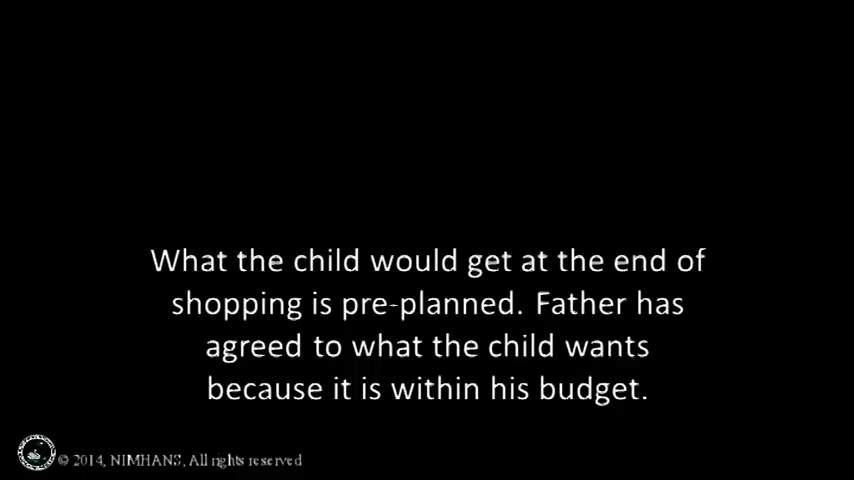 What the child would get at the end of
shopping is pre-planned. Father has
agreed to what the child wants
because it is within his budget.
© 2014, NIMHANS, All rights reserved